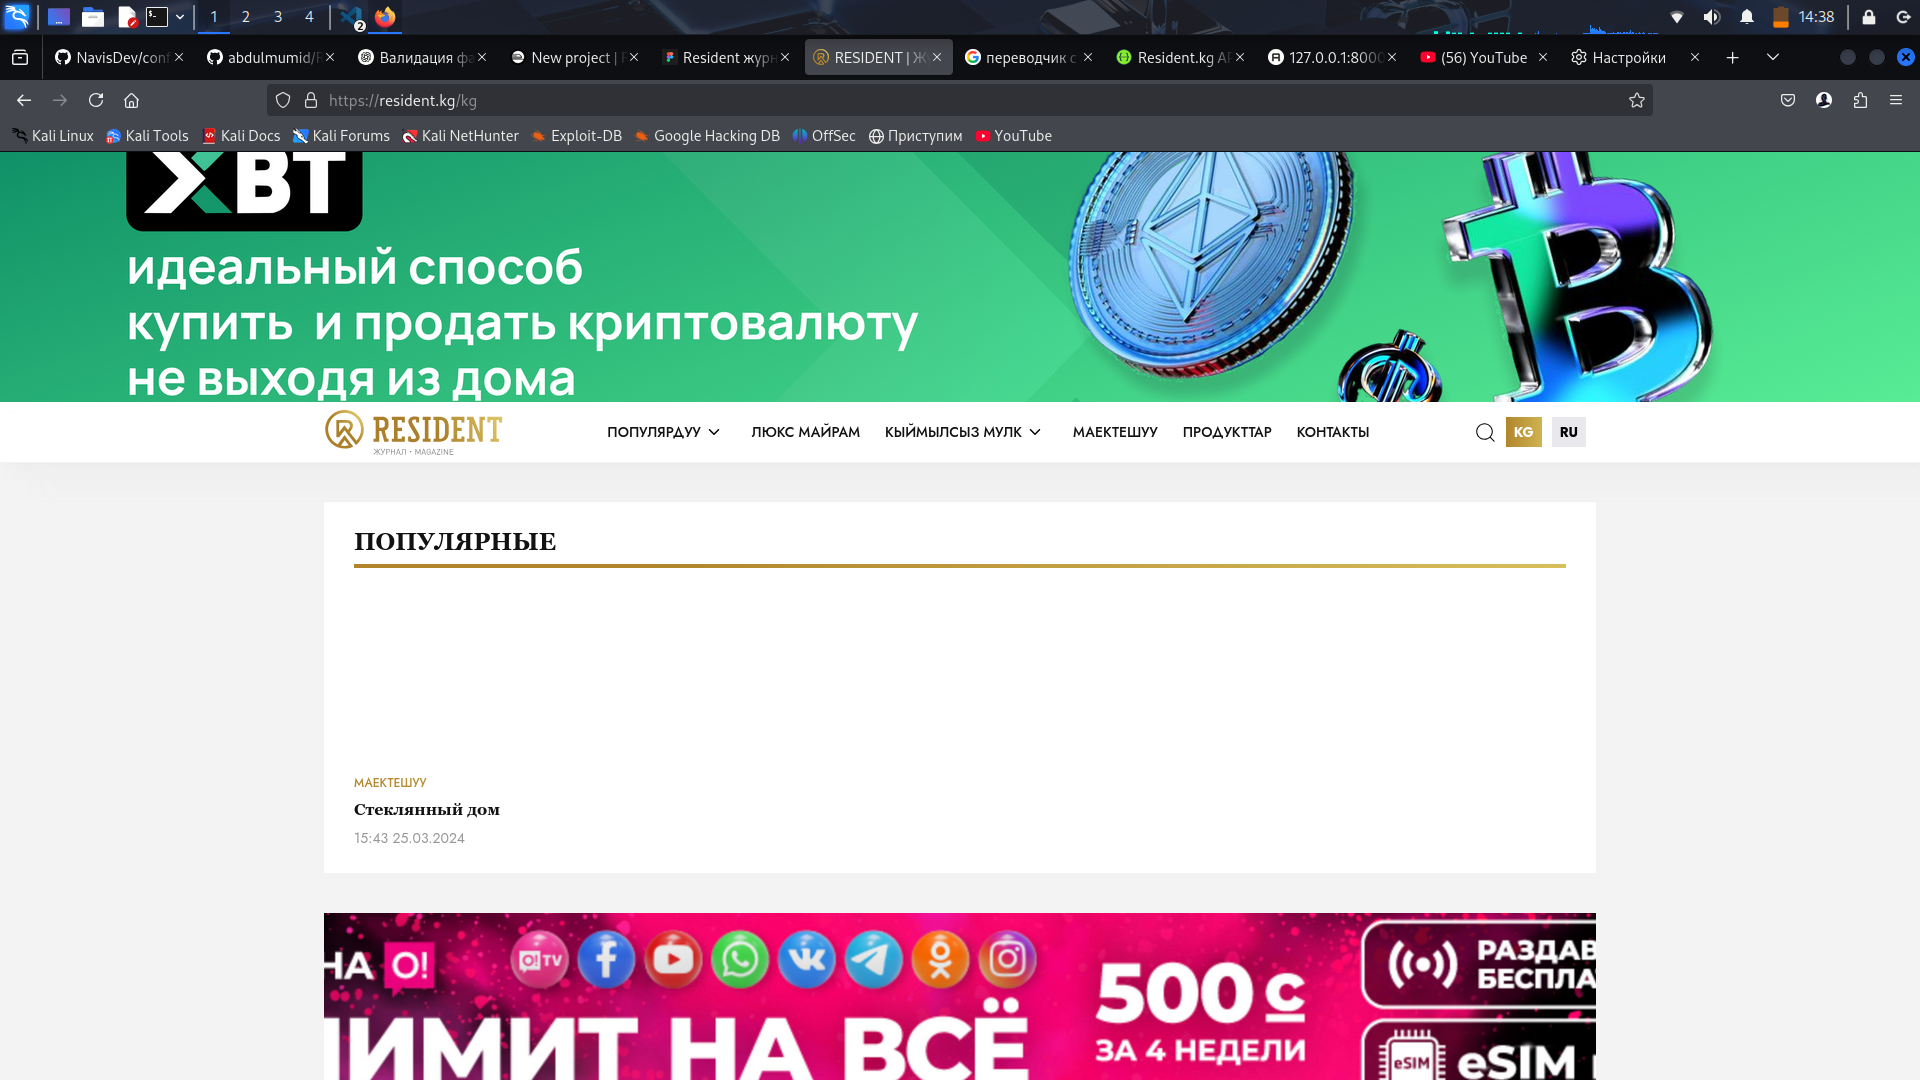 1 2 3 4 2 14:38
NavisDev/conf abdulmumid/R Валидация фа New project | F Resident журн RESIDENT | Ж переводчик с Resident.kg AP 127.0.0.1:8000 (56) YouTube Настройки
https://resident.kg/kg
Kali Linux Kali Tools Kali Docs Kali Forums Kali NetHunter Exploit-DB Google Hacking DB OffSec Приступим YouTube
XBT
идеальный способ
купить и продать криптовалюту
не выходя из дома
RESIDENT
ЖУРНАЛ • MAGAZINE
ПОПУЛЯРДУУ ЛЮКС МАЙРАМ КЫЙМЫЛСЫЗ МУЛК МАЕКТЕШУУ ПРОДУКТТАР КОНТАКТЫ KG RU
ПОПУЛЯРНЫЕ
МАЕКТЕШУУ
Стеклянный дом
15:43 25.03.2024
НА O! O!TV
500 с
ЗА 4 НЕДЕЛИ
РАЗДАВ
БЕСПЛА
ИМИТ НА ВСЁ
eSIM eSIM